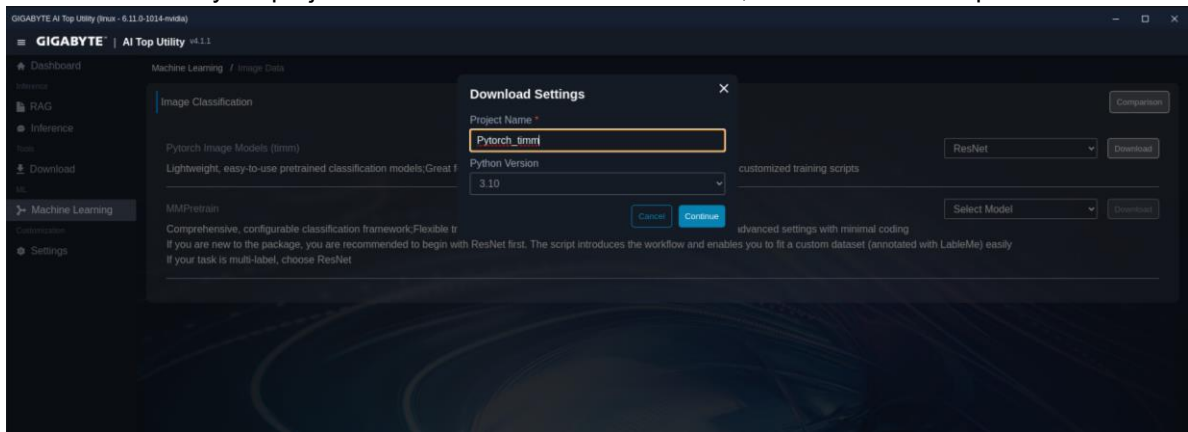 GIGABYTE AI Top Utility (linux - 6.11.0-1014-nvidia)
GIGABYTE | AI Top Utility v4.1.1
Dashboard
Inference
RAG
Inference
Tools
Download
ML
Machine Learning
Customization
Settings
Machine Learning / Image Data
Image Classification
Comparison
Pytorch Image Models (timm)
ResNet
Download
Lightweight, easy-to-use pretrained classification models;Great f
customized training scripts
MMPretrain
Select Model
Download
Comprehensive, configurable classification framework;Flexible tr
advanced settings with minimal coding
If you are new to the package, you are recommended to begin with ResNet first. The script introduces the workflow and enables you to fit a custom dataset (annotated with LableMe) easily
If your task is multi-label, choose ResNet
Download Settings
Project Name *
Pytorch_timm
Python Version
3.10
Cancel
Continue